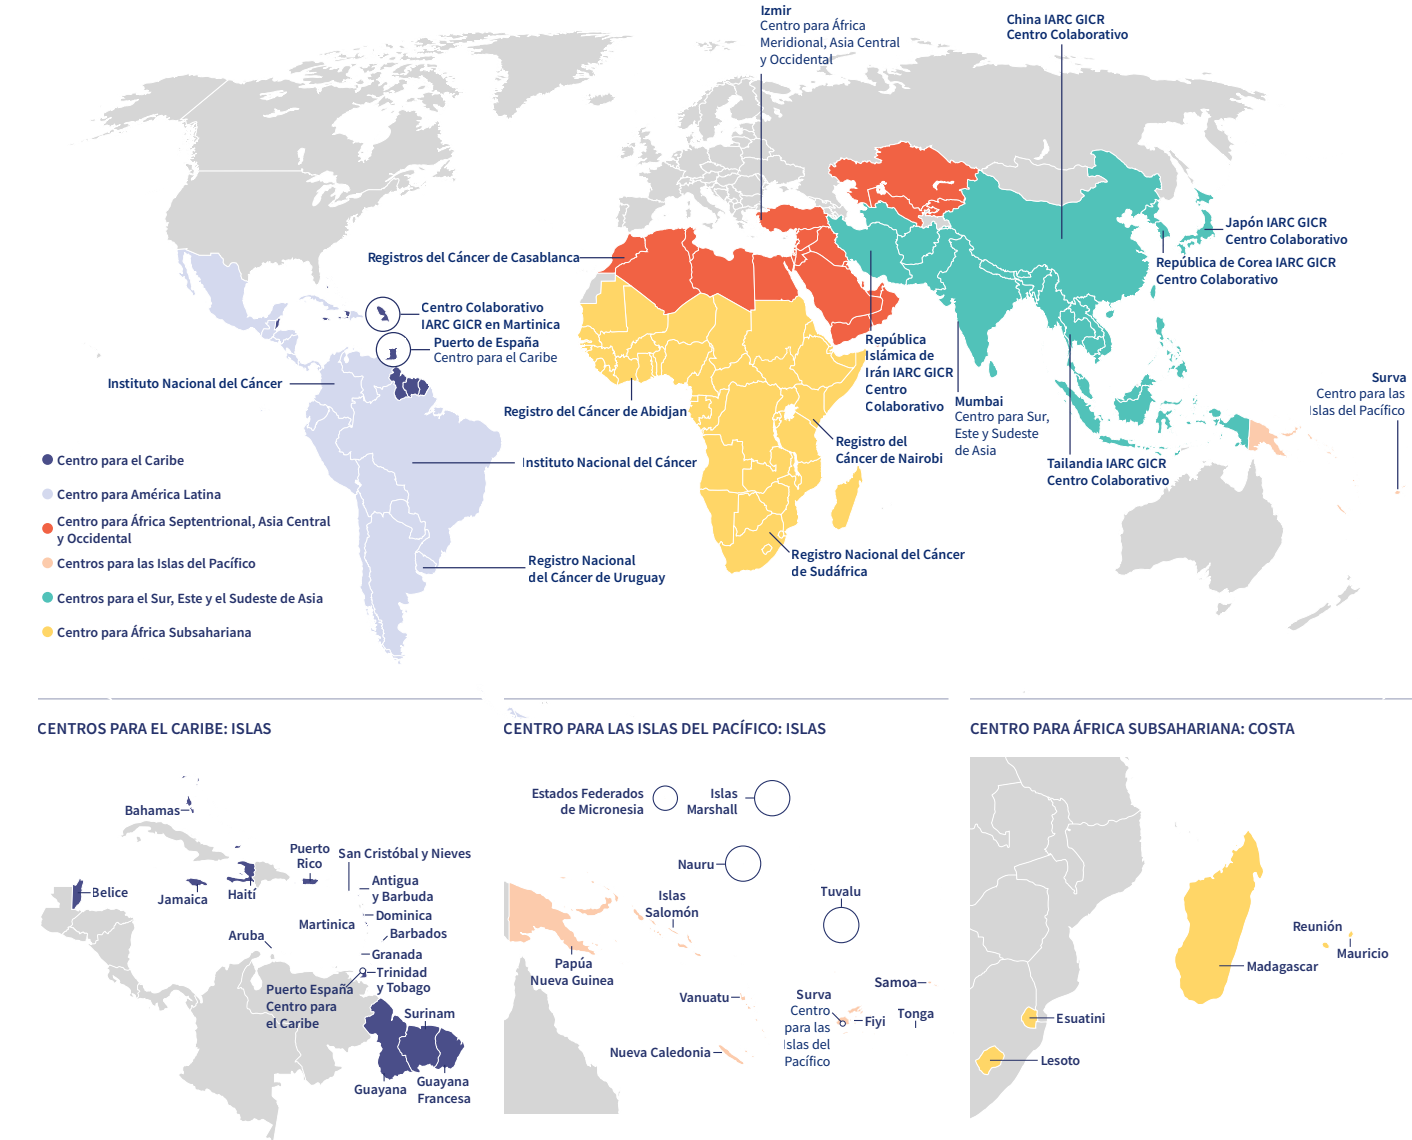 Izmir
Centro para África
Meridional, Asia Central
y Occidental
China IARC GICR
Centro Colaborativo
Japón IARC GICR
Centro Colaborativo
República de Corea IARC GICR
Centro Colaborativo
Registros del Cáncer de Casablanca
Centro Colaborativo
IARC GICR en Martinica
Puerto de España
Centro para el Caribe
Instituto Nacional del Cáncer
Registro del Cáncer de Abidjan
República
Islámica de
Irán IARC GICR
Centro
Colaborativo
Mumbai
Centro para Sur,
Este y Sudeste
de Asia
Surva
Centro para las
Islas del Pacífico
Registro del
Cáncer de Nairobi
Tailandia IARC GICR
Centro Colaborativo
Instituto Nacional del Cáncer
Registro Nacional del Cáncer
de Sudáfrica
Registro Nacional
del Cáncer de Uruguay
Centro para el Caribe
Centro para América Latina
Centro para África Septentrional, Asia Central
y Occidental
Centros para las Islas del Pacífico
Centros para el Sur, Este y el Sudeste de Asia
Centro para África Subsahariana
CENTROS PARA EL CARIBE: ISLAS
Bahamas
Puerto
Rico
San Cristóbal y Nieves
Antigua
y Barbuda
Belice
Jamaica
Haití
Dominica
Martinica
Barbados
Aruba
Granada
Trinidad
y Tobago
Puerto España
Centro para
el Caribe
Surinam
Guayana
Guayana
Francesa
CENTRO PARA LAS ISLAS DEL PACÍFICO: ISLAS
Estados Federados
de Micronesia
Islas
Marshall
Nauru
Islas
Salomón
Tuvalu
Papúa
Nueva Guinea
Samoa
Vanuatu
Surva
Centro
para las
Islas del
Pacífico
Fiyi
Tonga
Nueva Caledonia
CENTRO PARA ÁFRICA SUBSAHARIANA: COSTA
Reunión
Mauricio
Madagascar
Esuatini
Lesoto